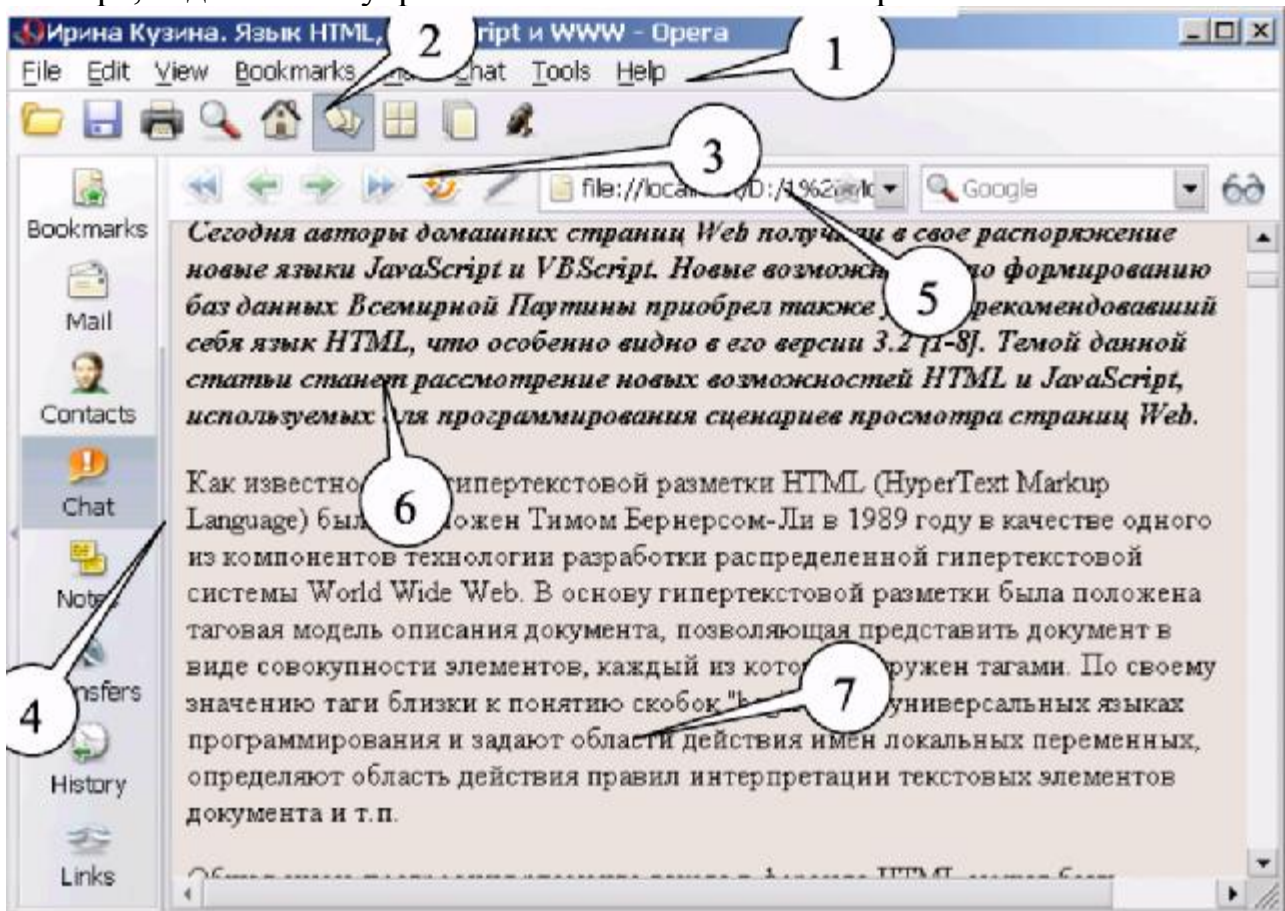 Ирина Кузина. Язык HTML, ript и WWW - Opera
2
1
File Edit View Bookmarks Chat Tools Help
3
file://local D:/1%2 Google
Bookmarks
Mail
Contacts
Chat
Notes
History
Links
Сегодня авторы домашних страниц Web получили в свое распоряжение
новые языки JavaScript и VBScript. Новые возможн по формированию
баз данных Всемирной Паутины приобрел также рекомендовавший
5
себя язык HTML, что особенно видно в его версии 3.2 [1-8]. Темой данной
статьи станет рассмотрение новых возможностей HTML и JavaScript,
используемых для программирования сценариев просмотра страниц Web.
6
Как известно гипертекстовой разметки HTML (HyperText Markup
Language) был ложен Тимом Бернерсом-Ли в 1989 году в качестве одного
из компонентов технологии разработки распределенной гипертекстовой
системы World Wide Web. В основу гипертекстовой разметки была положена
таговая модель описания документа, позволяющая представить документ в
виде совокупности элементов, каждый из кото ружен тагами. По своему
4
7
значению таги близки к понятию скобок универсальных языках
программирования и задают области действия имен локальных переменных,
определяют область действия правил интерпретации текстовых элементов
документа и т.п.